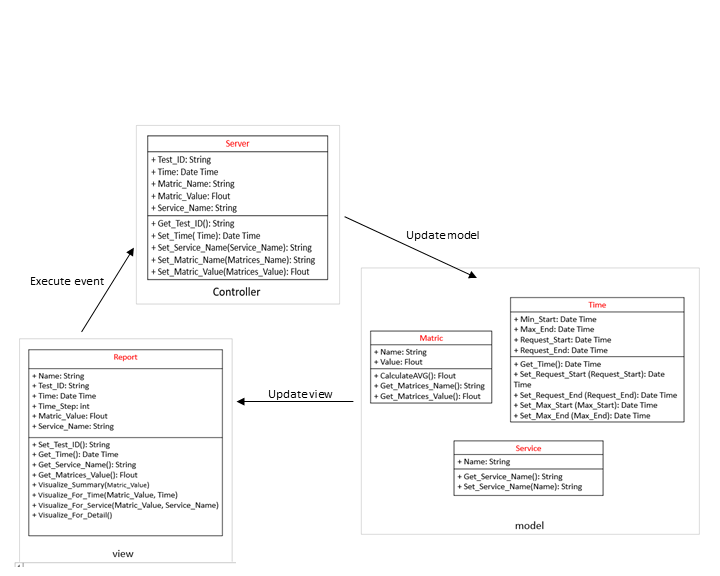 Server
+ Test_ID: String
+ Time: Date Time
+ Matric_Name: String
+ Matric_Value: Flout
+ Service_Name: String
+ Get_Test_ID(): String
+ Set_Time( Time): Date Time
+ Set_Service_Name(Service_Name): String
+ Set_Matric_Name(Matrices_Name): String
+ Set_Matric_Value(Matrices_Value): Flout
Controller
Update model
Execute event
Time
+ Min_Start: Date Time
+ Max_End: Date Time
+ Request_Start: Date Time
+ Request_End: Date Time
+ Get_Time(): Date Time
+ Set_Request_Start (Request_Start): Date
Time
+ Set_Request_End (Request_End): Date Time
+ Set_Max_Start (Max_Start): Date Time
+ Set_Max_End (Max_End): Date Time
Matric
+ Name: String
+ Value: Flout
+ CalculateAVG(): Flout
+ Get_Matrices_Name(): String
+ Get_Matrices_Value(): Flout
Service
+ Name: String
+ Get_Service_Name(): String
+ Set_Service_Name(Name): String
model
Update view
Report
+ Name: String
+ Test_ID: String
+ Time: Date Time
+ Time_Step: int
+ Matric_Value: Flout
+ Service_Name: String
+ Set_Test_ID(): String
+ Get_Time(): Date Time
+ Get_Service_Name(): String
+ Get_Matrices_Value(): Flout
+ Visualize_Summary(Matric_Value)
+ Visualize_For_Time(Matric_Value, Time)
+ Visualize_For_Service(Matric_Value, Service_Name)
+ Visualize_For_Detail()
view